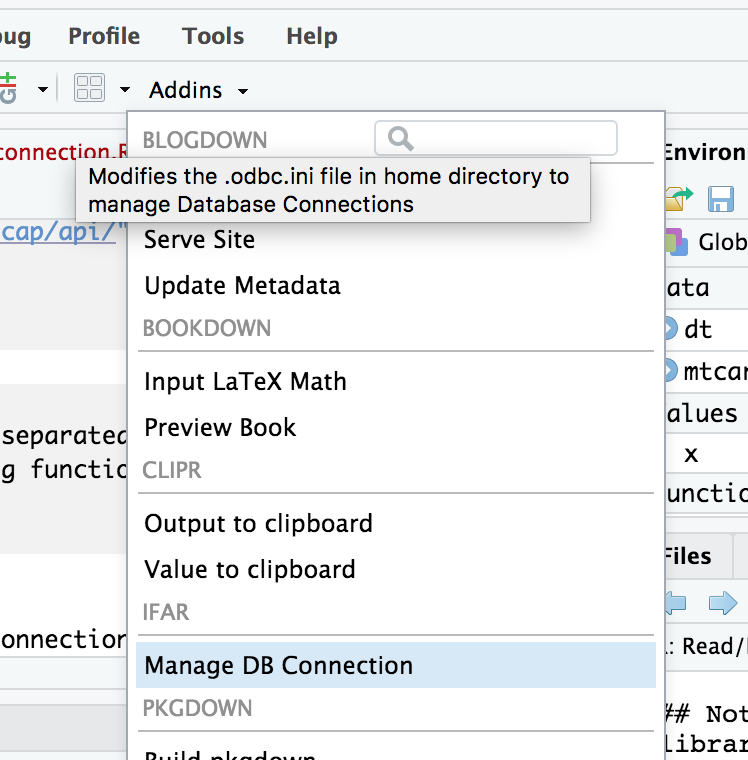 ug Profile Tools Help
Addins
BLOGDOWN
connection.R
Environ
Modifies the .odbc.ini file in home directory to
manage Database Connections
cap/api/"
Serve Site
Glob
Update Metadata
ata
BOOKDOWN
dt
Input LaTeX Math
mtcar
alues
Preview Book
separated
x
g functio
CLIPR
unctio
Output to clipboard
Files
Value to clipboard
IFAR
onnection
: Read/
Manage DB Connection
PKGDOWN
## Not
librar
Build pkgdown